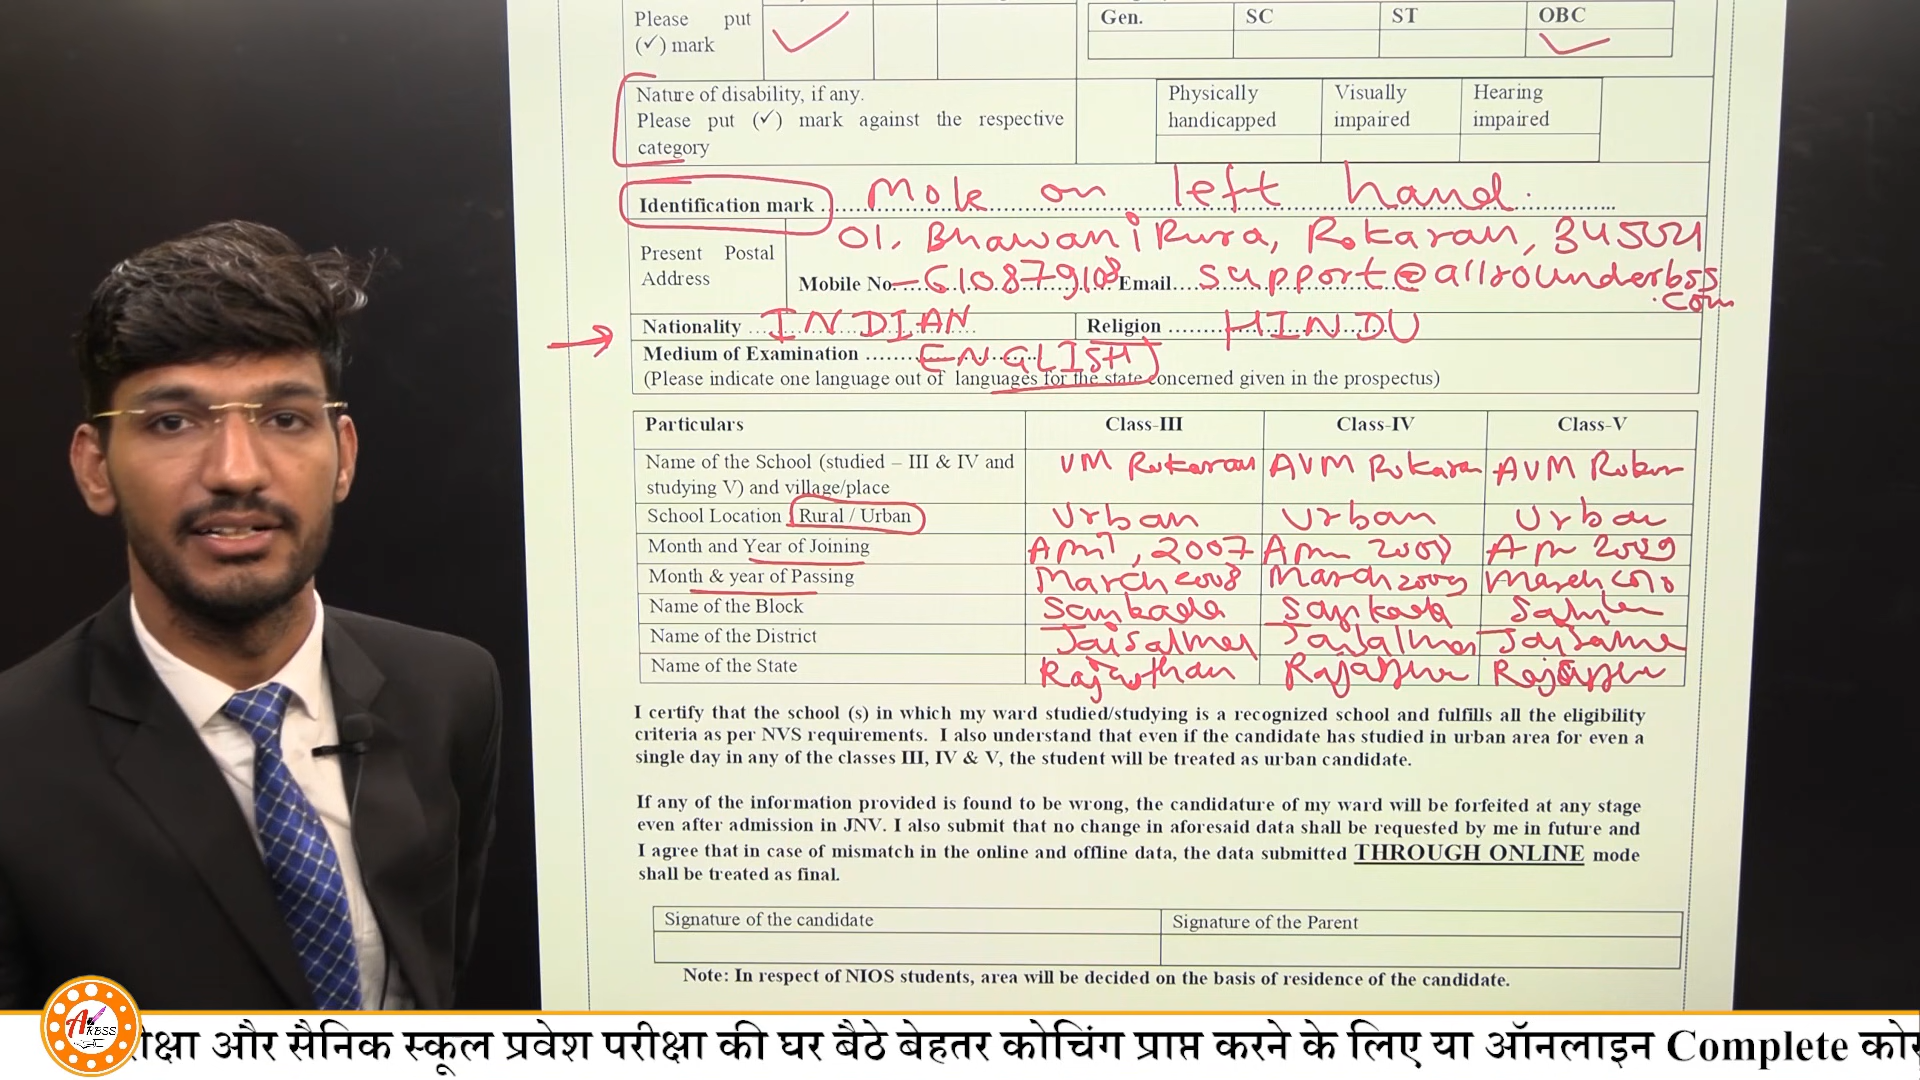 Please put
(✓) mark
Gen. SC ST OBC
Nature of disability, if any.
Please put (✓) mark against the respective
category
Physically handicapped
Visually impaired
Hearing impaired
Identification mark Mole on left hand.
Present Postal Address
01, Bhawanipura, Pokaran, 345021
Mobile No. Email support@allrounderbss.com
Nationality INDIAN Religion HINDU
Medium of Examination ENGLISH
(Please indicate one language out of languages for the state concerned given in the prospectus)
Particulars Class-III Class-IV Class-V
Name of the School (studied – III & IV and
studying V) and village/place
VM Pokaran AVM Pokaran AVM
School Location Rural / Urban Urban Urban
Month and Year of Joining April, 2007 2009
Month & year of Passing March 2008 March 2009 March
Name of the Block Sankada Sankada
Name of the District Jaisalmer
Name of the State Rajasthan
I certify that the school (s) in which my ward studied/studying is a recognized school and fulfills all the eligibility
criteria as per NVS requirements. I also understand that even if the candidate has studied in urban area for even a
single day in any of the classes III, IV & V, the student will be treated as urban candidate.
If any of the information provided is found to be wrong, the candidature of my ward will be forfeited at any stage
even after admission in JNV. I also submit that no change in aforesaid data shall be requested by me in future and
I agree that in case of mismatch in the online and offline data, the data submitted THROUGH ONLINE mode
shall be treated as final.
Signature of the candidate Signature of the Parent
Note: In respect of NIOS students, area will be decided on the basis of residence of the candidate.
और सैनिक स्कूल प्रवेश परीक्षा की घर बैठे बेहतर कोचिंग प्राप्त करने के लिए या ऑनलाइन Complete